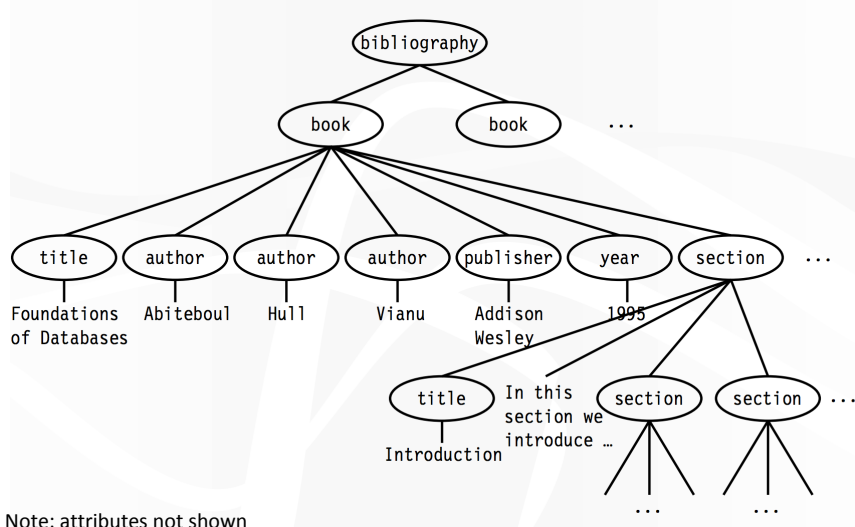 bibliography
book
book
...
title
author
author
author
publisher
year
section
...
Foundations
of Databases
Abiteboul
Hull
Vianu
Addison
Wesley
1995
title
In this
section we
introduce …
section
section
...
Introduction
...
...
Note: attributes not shown